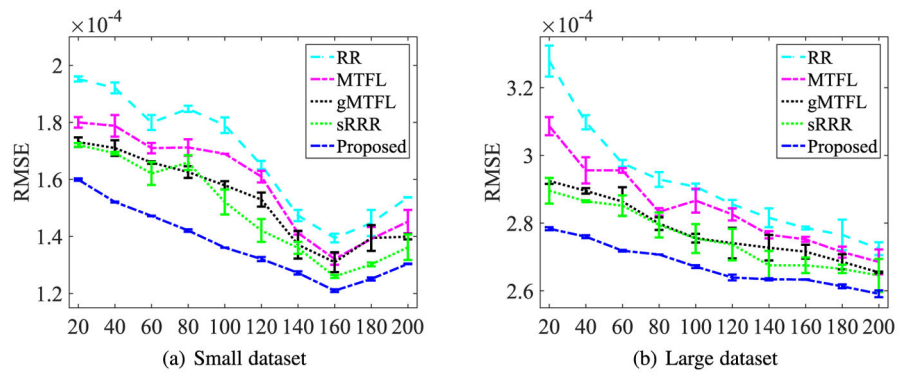 ×10⁻⁴
2
1.8
1.6
1.4
1.2
RMSE
RR
MTFL
gMTFL
sRRR
Proposed
20 40 60 80 100 120 140 160 200
(a) Small dataset
×10⁻⁴
3.2
3
2.8
2.6
RMSE
RR
MTFL
gMTFL
sRRR
Proposed
20 40 60 80 100 120 140 160 180 200
(b) Large dataset